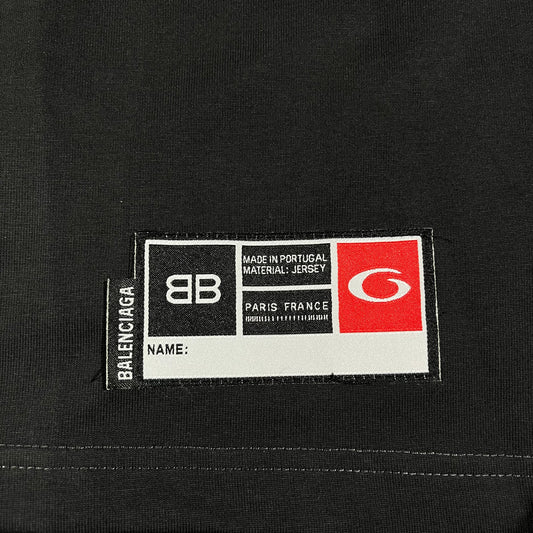 BALENCIAGA
BB
MADE IN PORTUGAL
MATERIAL: JERSEY
PARIS FRANCE
G
NAME: